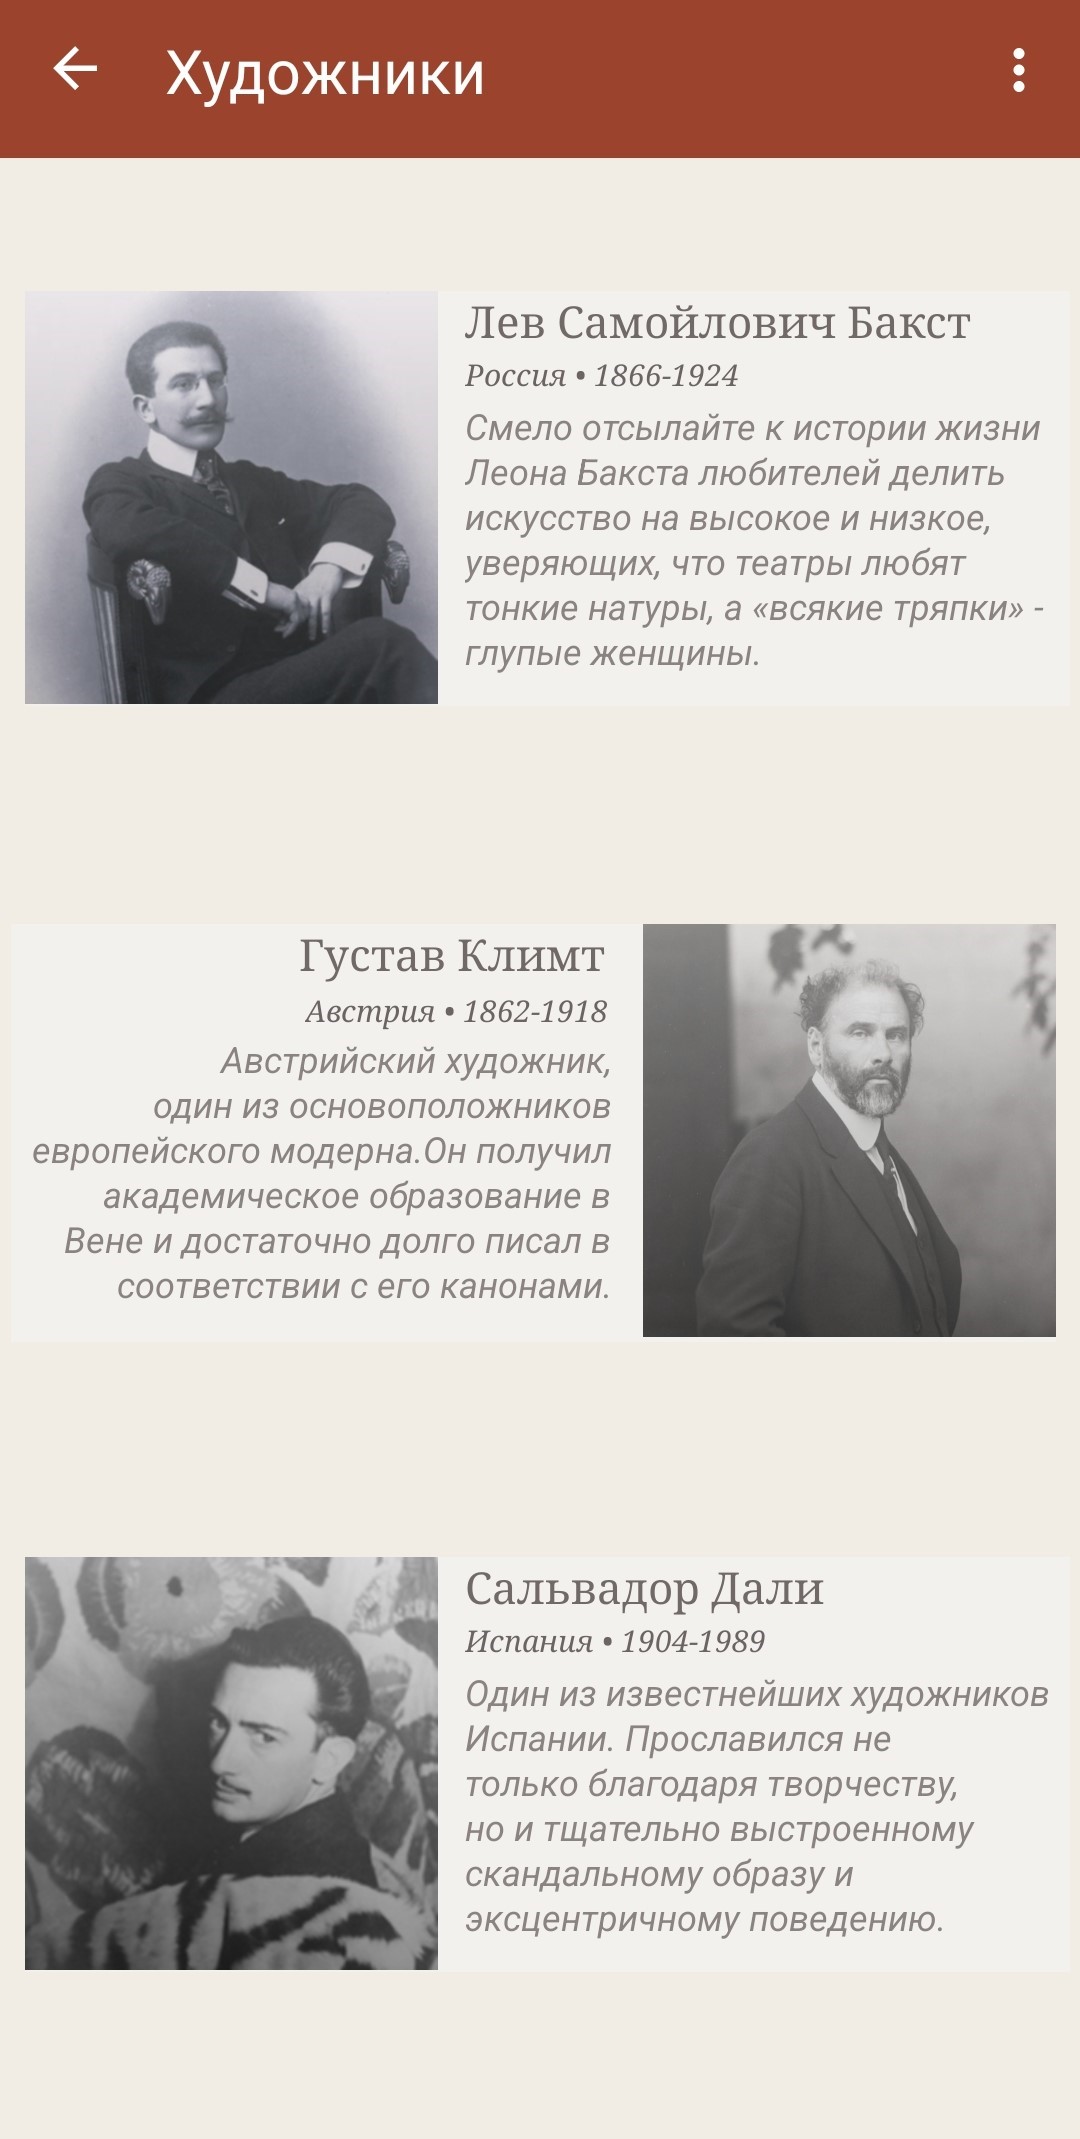 Художники
Лев Самойлович Бакст
Россия • 1866-1924
Смело отсылайте к истории жизни
Леона Бакста любителей делить
искусство на высокое и низкое,
уверяющих, что театры любят
тонкие натуры, а «всякие тряпки» -
глупые женщины.
Густав Климт
Австрия • 1862-1918
Австрийский художник,
один из основоположников
европейского модерна.Он получил
академическое образование в
Вене и достаточно долго писал в
соответствии с его канонами.
Сальвадор Дали
Испания • 1904-1989
Один из известнейших художников
Испании. Прославился не
только благодаря творчеству,
но и тщательно выстроенному
скандальному образу и
эксцентричному поведению.